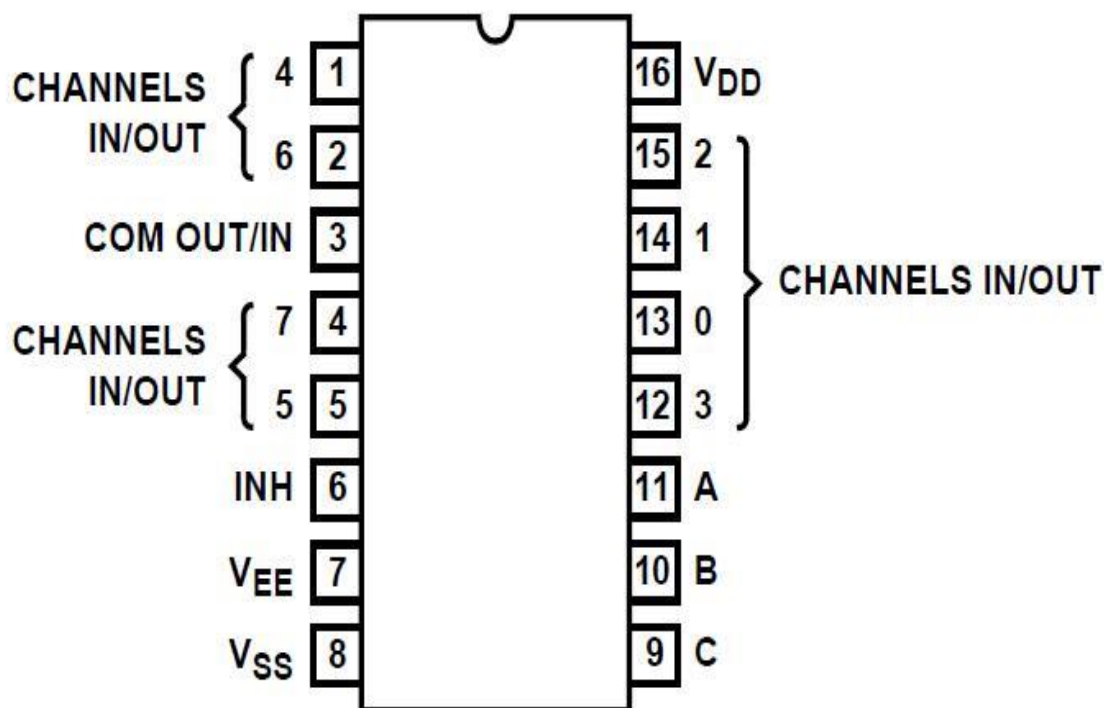 CHANNELS
IN/OUT
4 1
6 2
COM OUT/IN 3
CHANNELS
IN/OUT
7 4
5 5
INH 6
VEE 7
VSS 8
16 VDD
15 2
14 1
13 0
12 3
CHANNELS IN/OUT
11 A
10 B
9 C